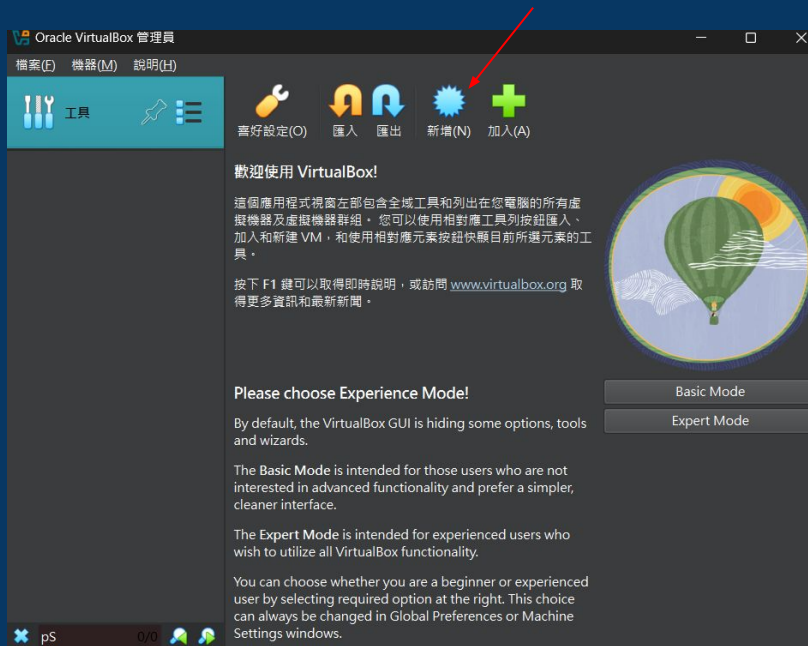 Oracle VirtualBox 管理員
檔案(F) 機器(M) 說明(H)
工具
喜好設定(O) 匯入 匯出 新增(N) 加入(A)
歡迎使用 VirtualBox!
這個應用程式視窗左部包含全域工具和列出在您電腦的所有虛
擬機器及虛擬機器群組。 您可以使用相對應工具列按鈕匯入、
加入和新建 VM，和使用相對應元素按鈕快顯目前所選元素的工
具。
按下 F1 鍵可以取得即時說明，或訪問 www.virtualbox.org 取
得更多資訊和最新新聞。
Please choose Experience Mode!
Basic Mode
By default, the VirtualBox GUI is hiding some options, tools
and wizards.
Expert Mode
The Basic Mode is intended for those users who are not
interested in advanced functionality and prefer a simpler,
cleaner interface.
The Expert Mode is intended for experienced users who
wish to utilize all VirtualBox functionality.
You can choose whether you are a beginner or experienced
user by selecting required option at the right. This choice
can always be changed in Global Preferences or Machine
Settings windows.
pS 0/0